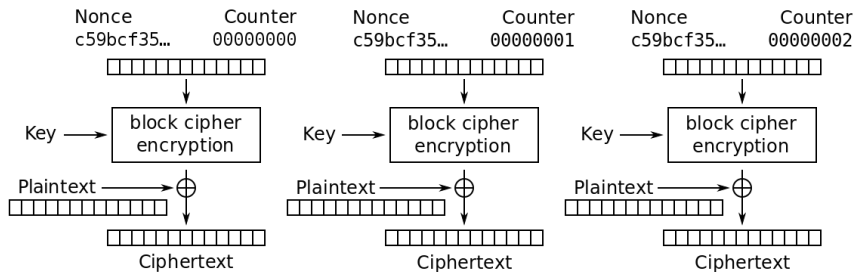 Nonce Counter
c59bcf35… 00000000
Key
block cipher
encryption
Plaintext
Ciphertext
Nonce Counter
c59bcf35… 00000001
Key
block cipher
encryption
Plaintext
Ciphertext
Nonce Counter
c59bcf35… 00000002
Key
block cipher
encryption
Plaintext
Ciphertext